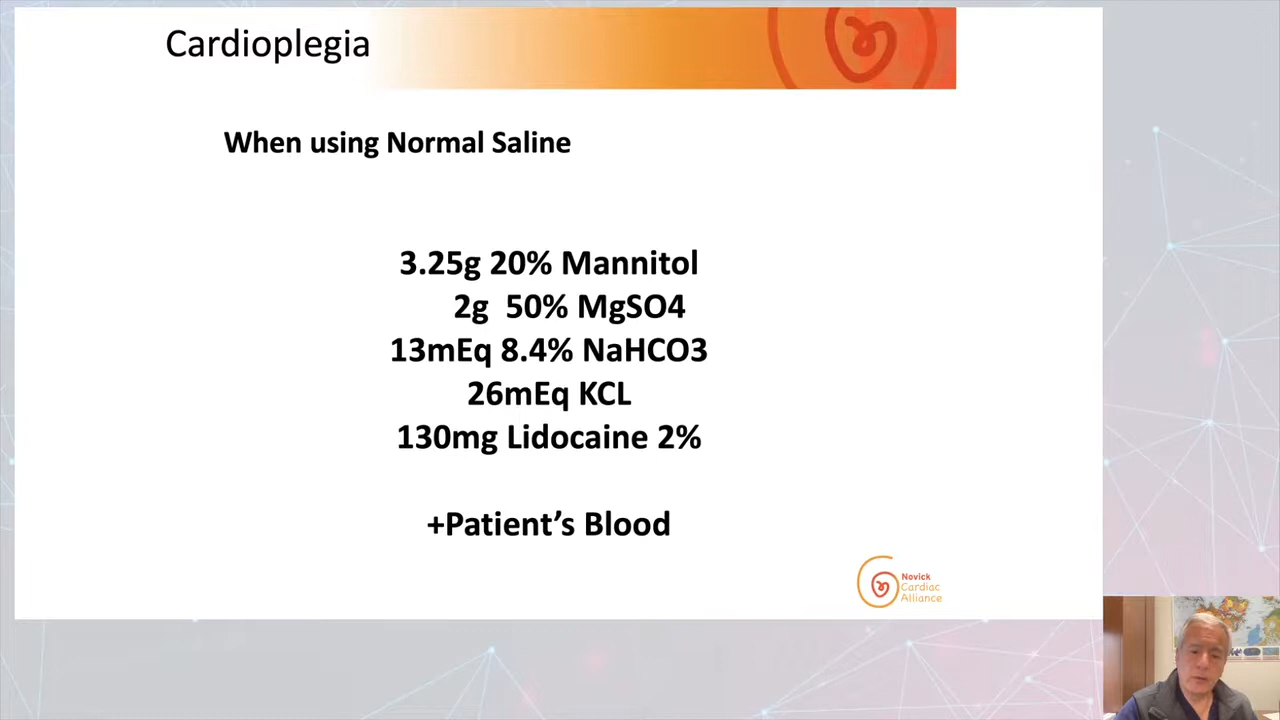 Cardioplegia
When using Normal Saline
3.25g 20% Mannitol
2g 50% MgSO4
13mEq 8.4% NaHCO3
26mEq KCL
130mg Lidocaine 2%
+Patient’s Blood
Novick
Cardiac
Alliance